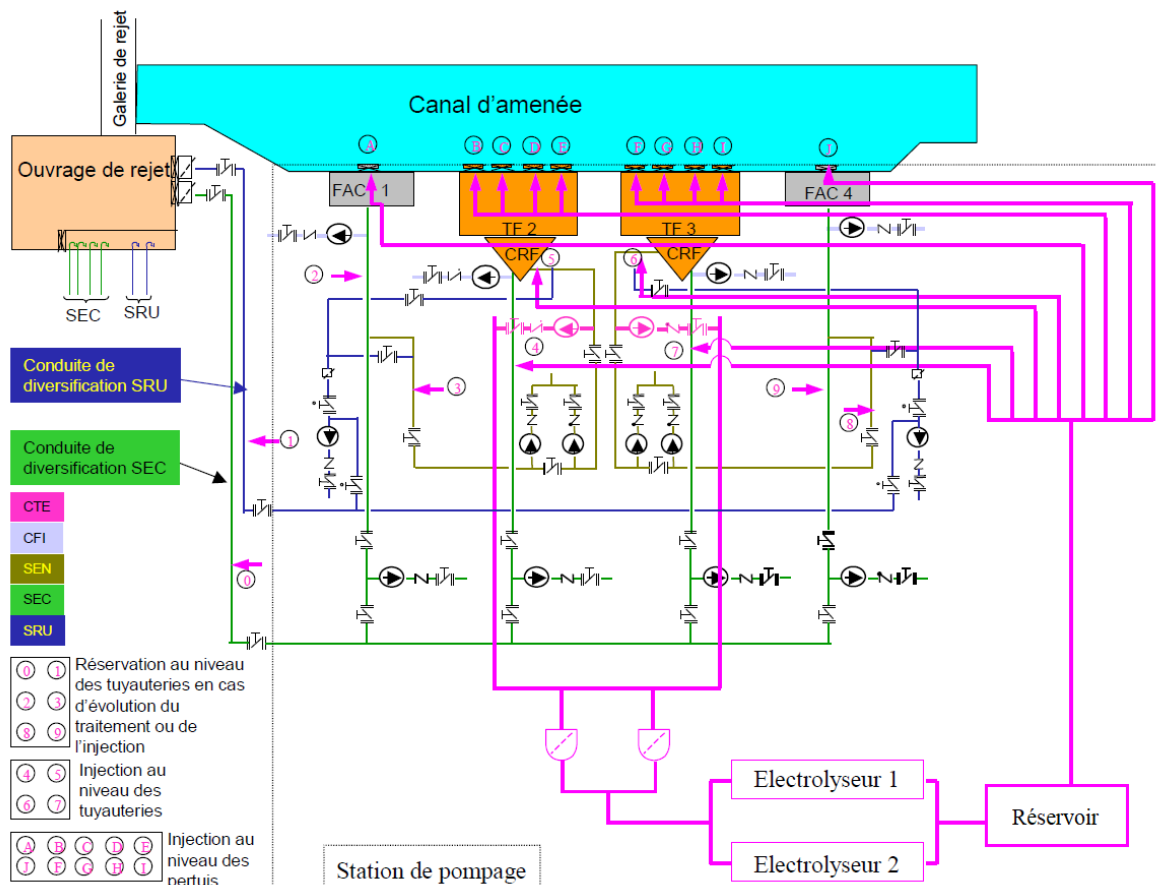 Galerie de rejet
Canal d'amenée
A
B
C
D
E
F
G
H
I
J
Ouvrage de rejet
FAC 1
TF 2
TF 3
FAC 4
CRF
CRF
5
6
2
SEC
SRU
4
7
3
9
8
Conduite de
diversification SRU
1
Conduite de
diversification SEC
CTE
CFI
SEN
SEC
SRU
0
0 1
2 3
8 9
Réservation au niveau
des tuyauteries en cas
d'évolution du
traitement ou de
l'injection
4 5
6 7
Injection au
niveau des
tuyauteries
A B C D E
J F G H I
Injection au
niveau des
pertuis
Electrolyseur 1
Electrolyseur 2
Réservoir
Station de pompage